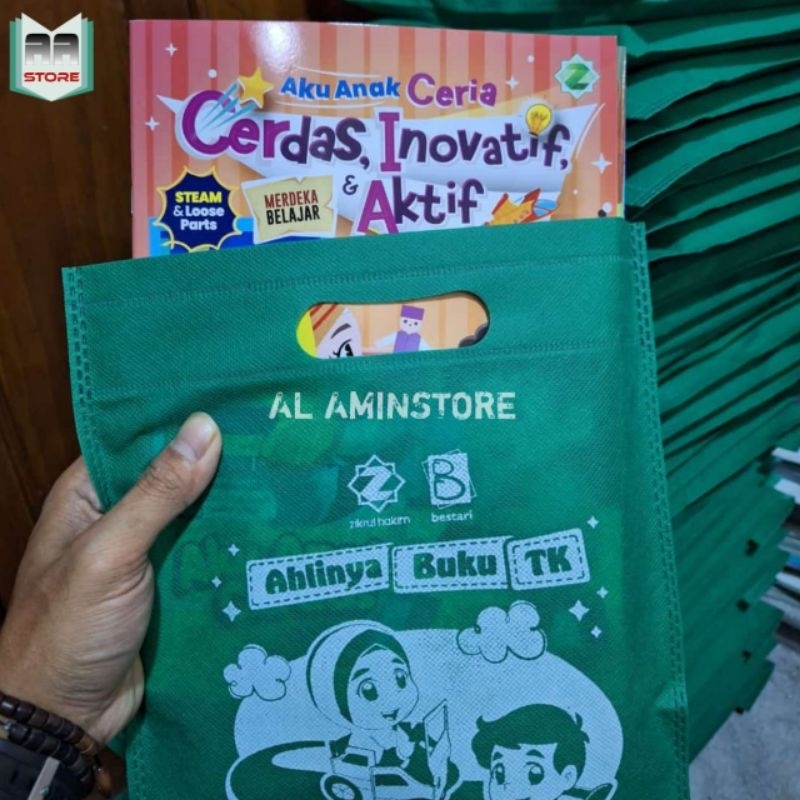 AA
STORE
Aku Anak Ceria
Cerdas, Inovatif,
& Aktif
STEAM
& Loose
Parts
MERDEKA
BELAJAR
Z
AL AMINSTORE
Z B
zikrul hakim bestari
Ahlinya Buku TK